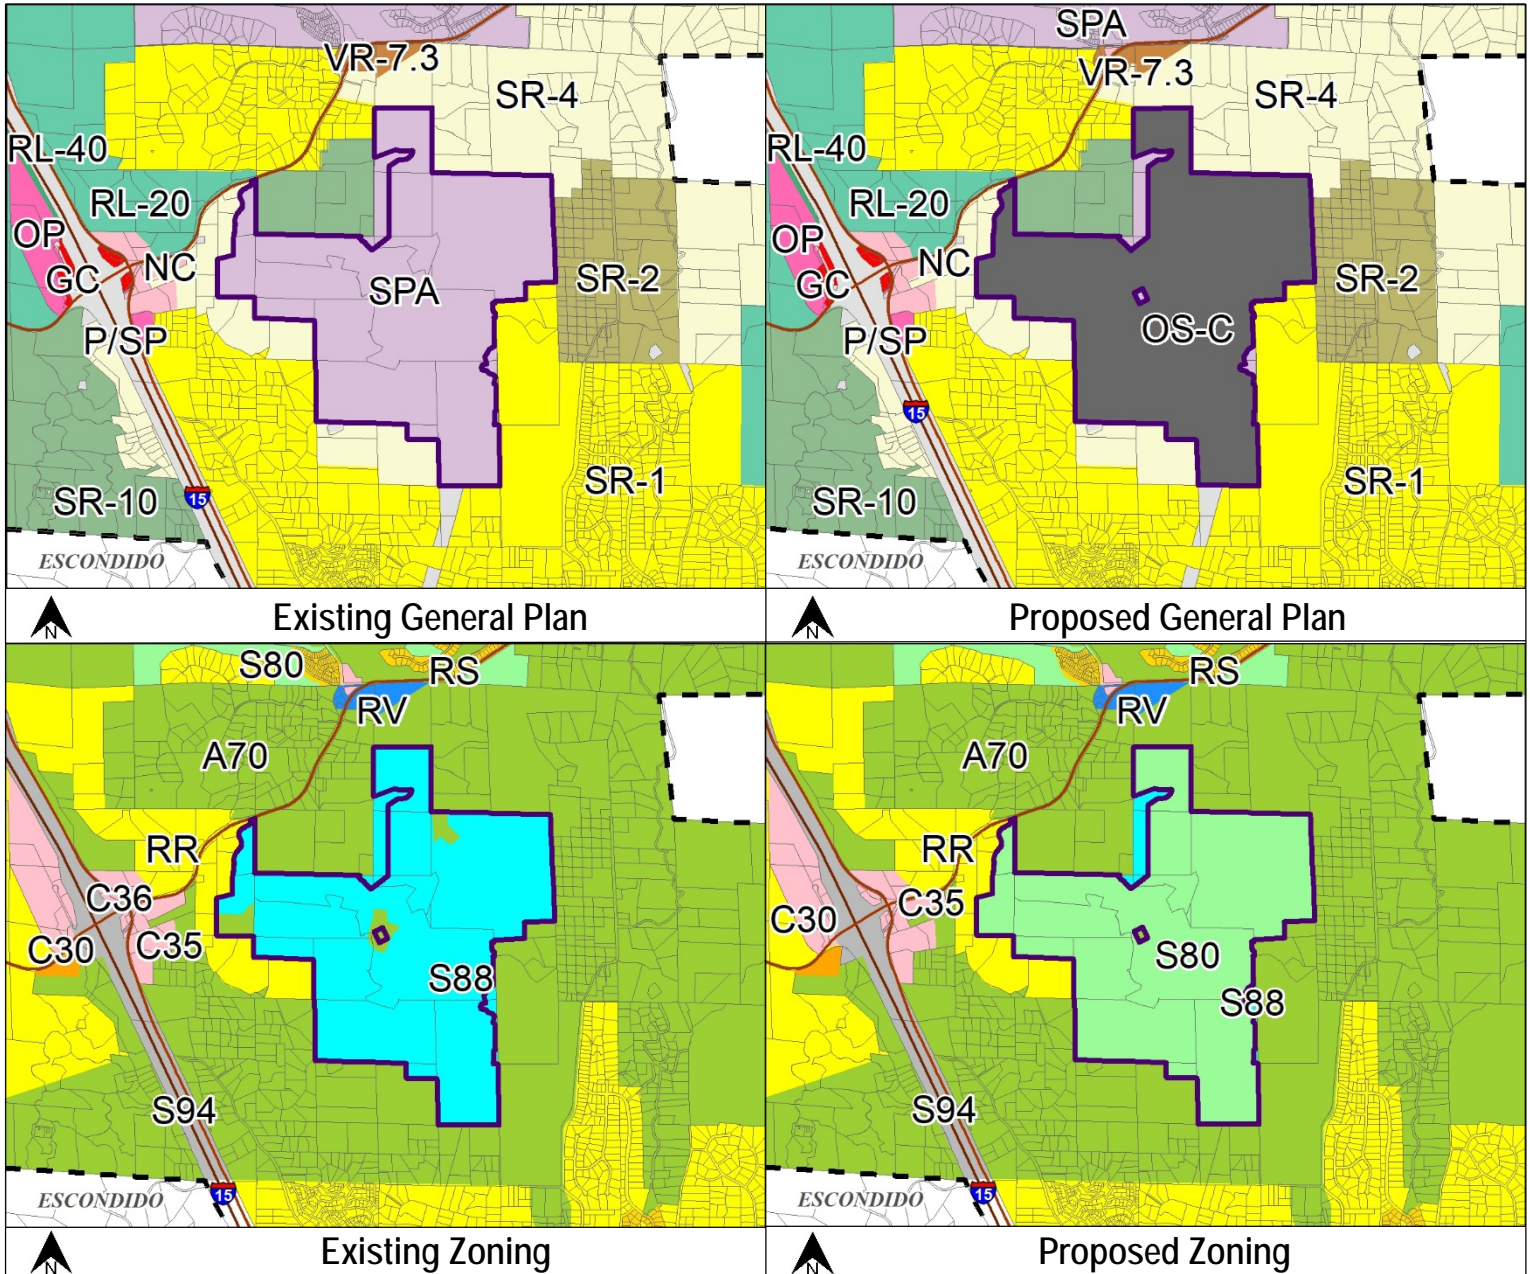 VR-7.3
SR-4
RL-40
RL-20
OP
GC
NC
SPA
SR-2
P/SP
SR-1
SR-10
15
ESCONDIDO
N
Existing General Plan
SPA
VR-7.3
SR-4
RL-40
RL-20
OP
GC
NC
SR-2
OS-C
P/SP
15
SR-1
SR-10
ESCONDIDO
N
Proposed General Plan
S80
RS
RV
A70
RR
C36
C30
C35
S88
S94
15
ESCONDIDO
N
Existing Zoning
RS
RV
A70
RR
C35
C30
S80
S88
S94
15
ESCONDIDO
N
Proposed Zoning